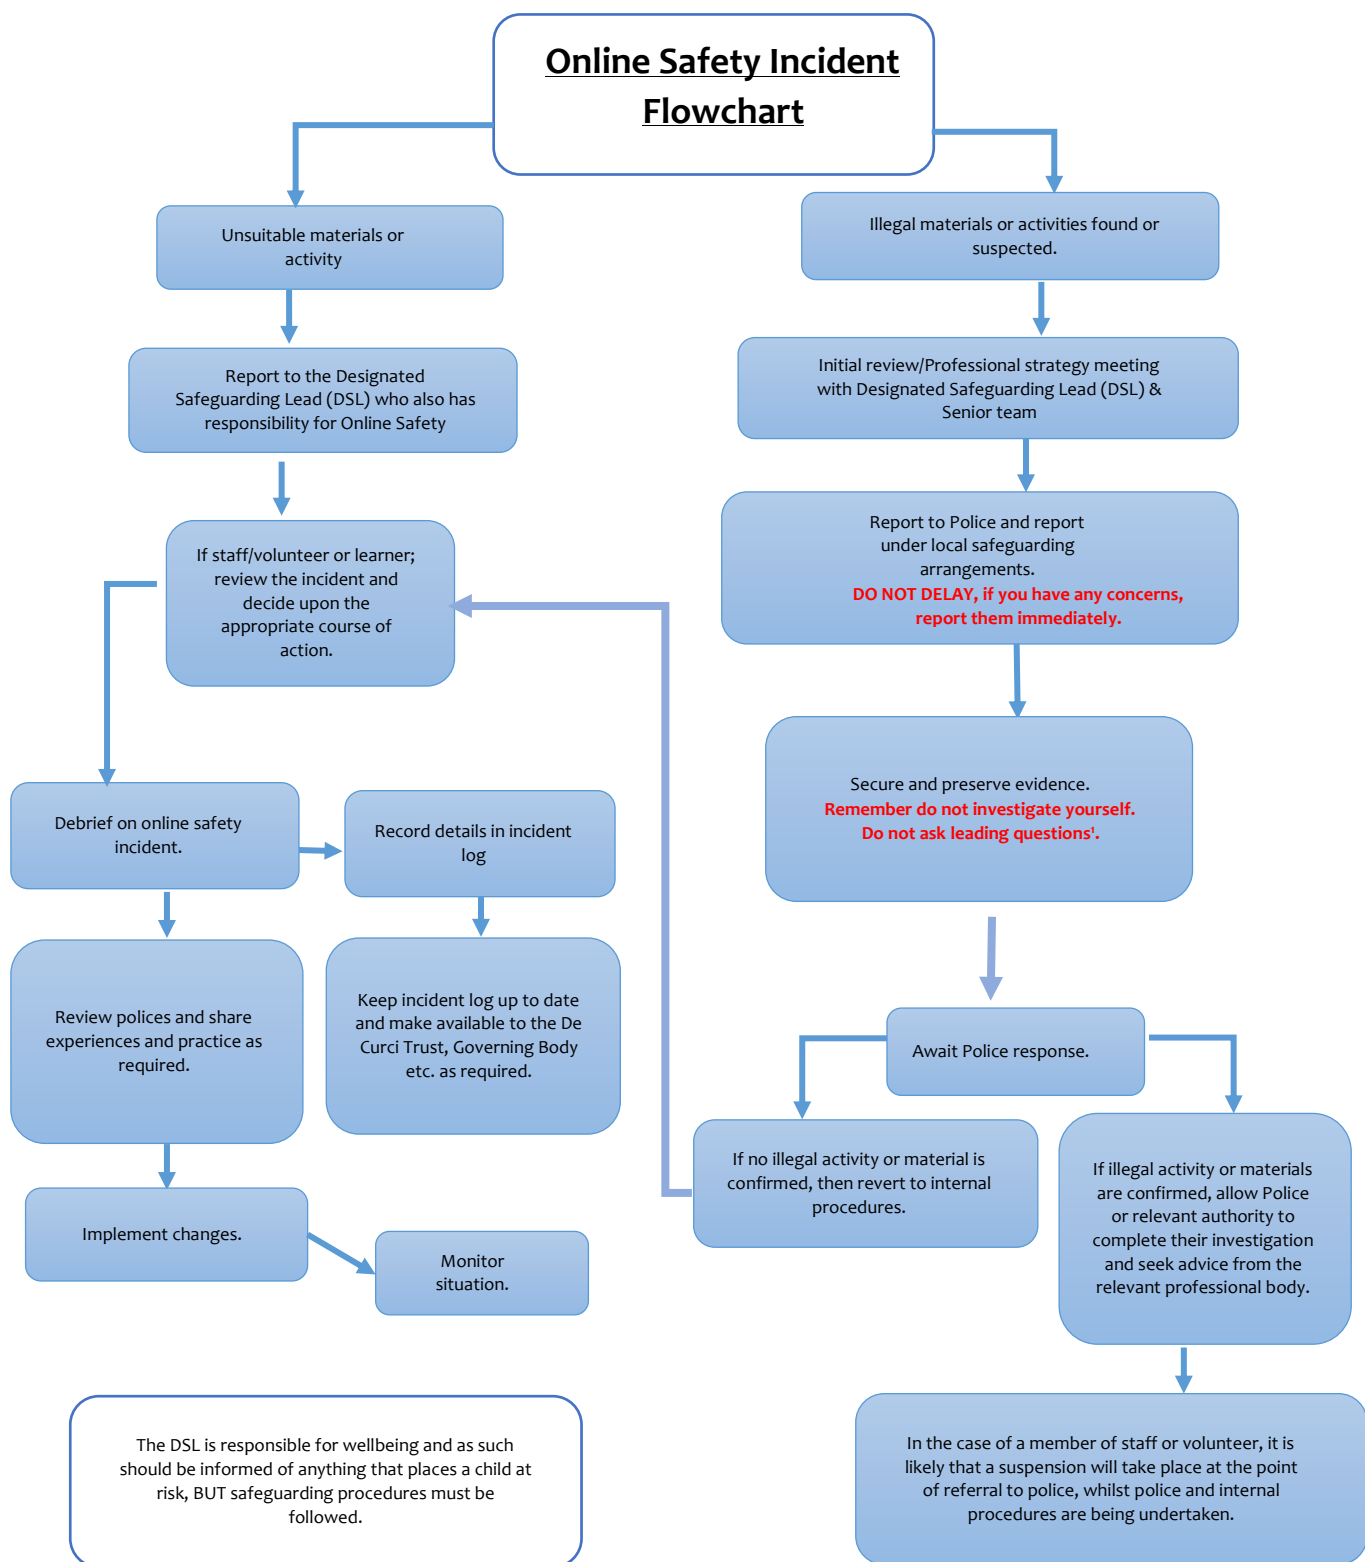 Online Safety Incident
Flowchart
Unsuitable materials or
activity
Illegal materials or activities found or
suspected.
Report to the Designated
Safeguarding Lead (DSL) who also has
responsibility for Online Safety
Initial review/Professional strategy meeting
with Designated Safeguarding Lead (DSL) &
Senior team
If staff/volunteer or learner;
review the incident and
decide upon the
appropriate course of
action.
Report to Police and report
under local safeguarding
arrangements.
DO NOT DELAY, if you have any concerns,
report them immediately.
Secure and preserve evidence.
Remember do not investigate yourself.
Do not ask leading questions¹.
Debrief on online safety
incident.
Record details in incident
log
Review polices and share
experiences and practice as
required.
Keep incident log up to date
and make available to the De
Curci Trust, Governing Body
etc. as required.
Await Police response.
If no illegal activity or material is
confirmed, then revert to internal
procedures.
If illegal activity or materials
are confirmed, allow Police
or relevant authority to
complete their investigation
and seek advice from the
relevant professional body.
Implement changes.
Monitor
situation.
The DSL is responsible for wellbeing and as such
should be informed of anything that places a child at
risk, BUT safeguarding procedures must be
followed.
In the case of a member of staff or volunteer, it is
likely that a suspension will take place at the point
of referral to police, whilst police and internal
procedures are being undertaken.